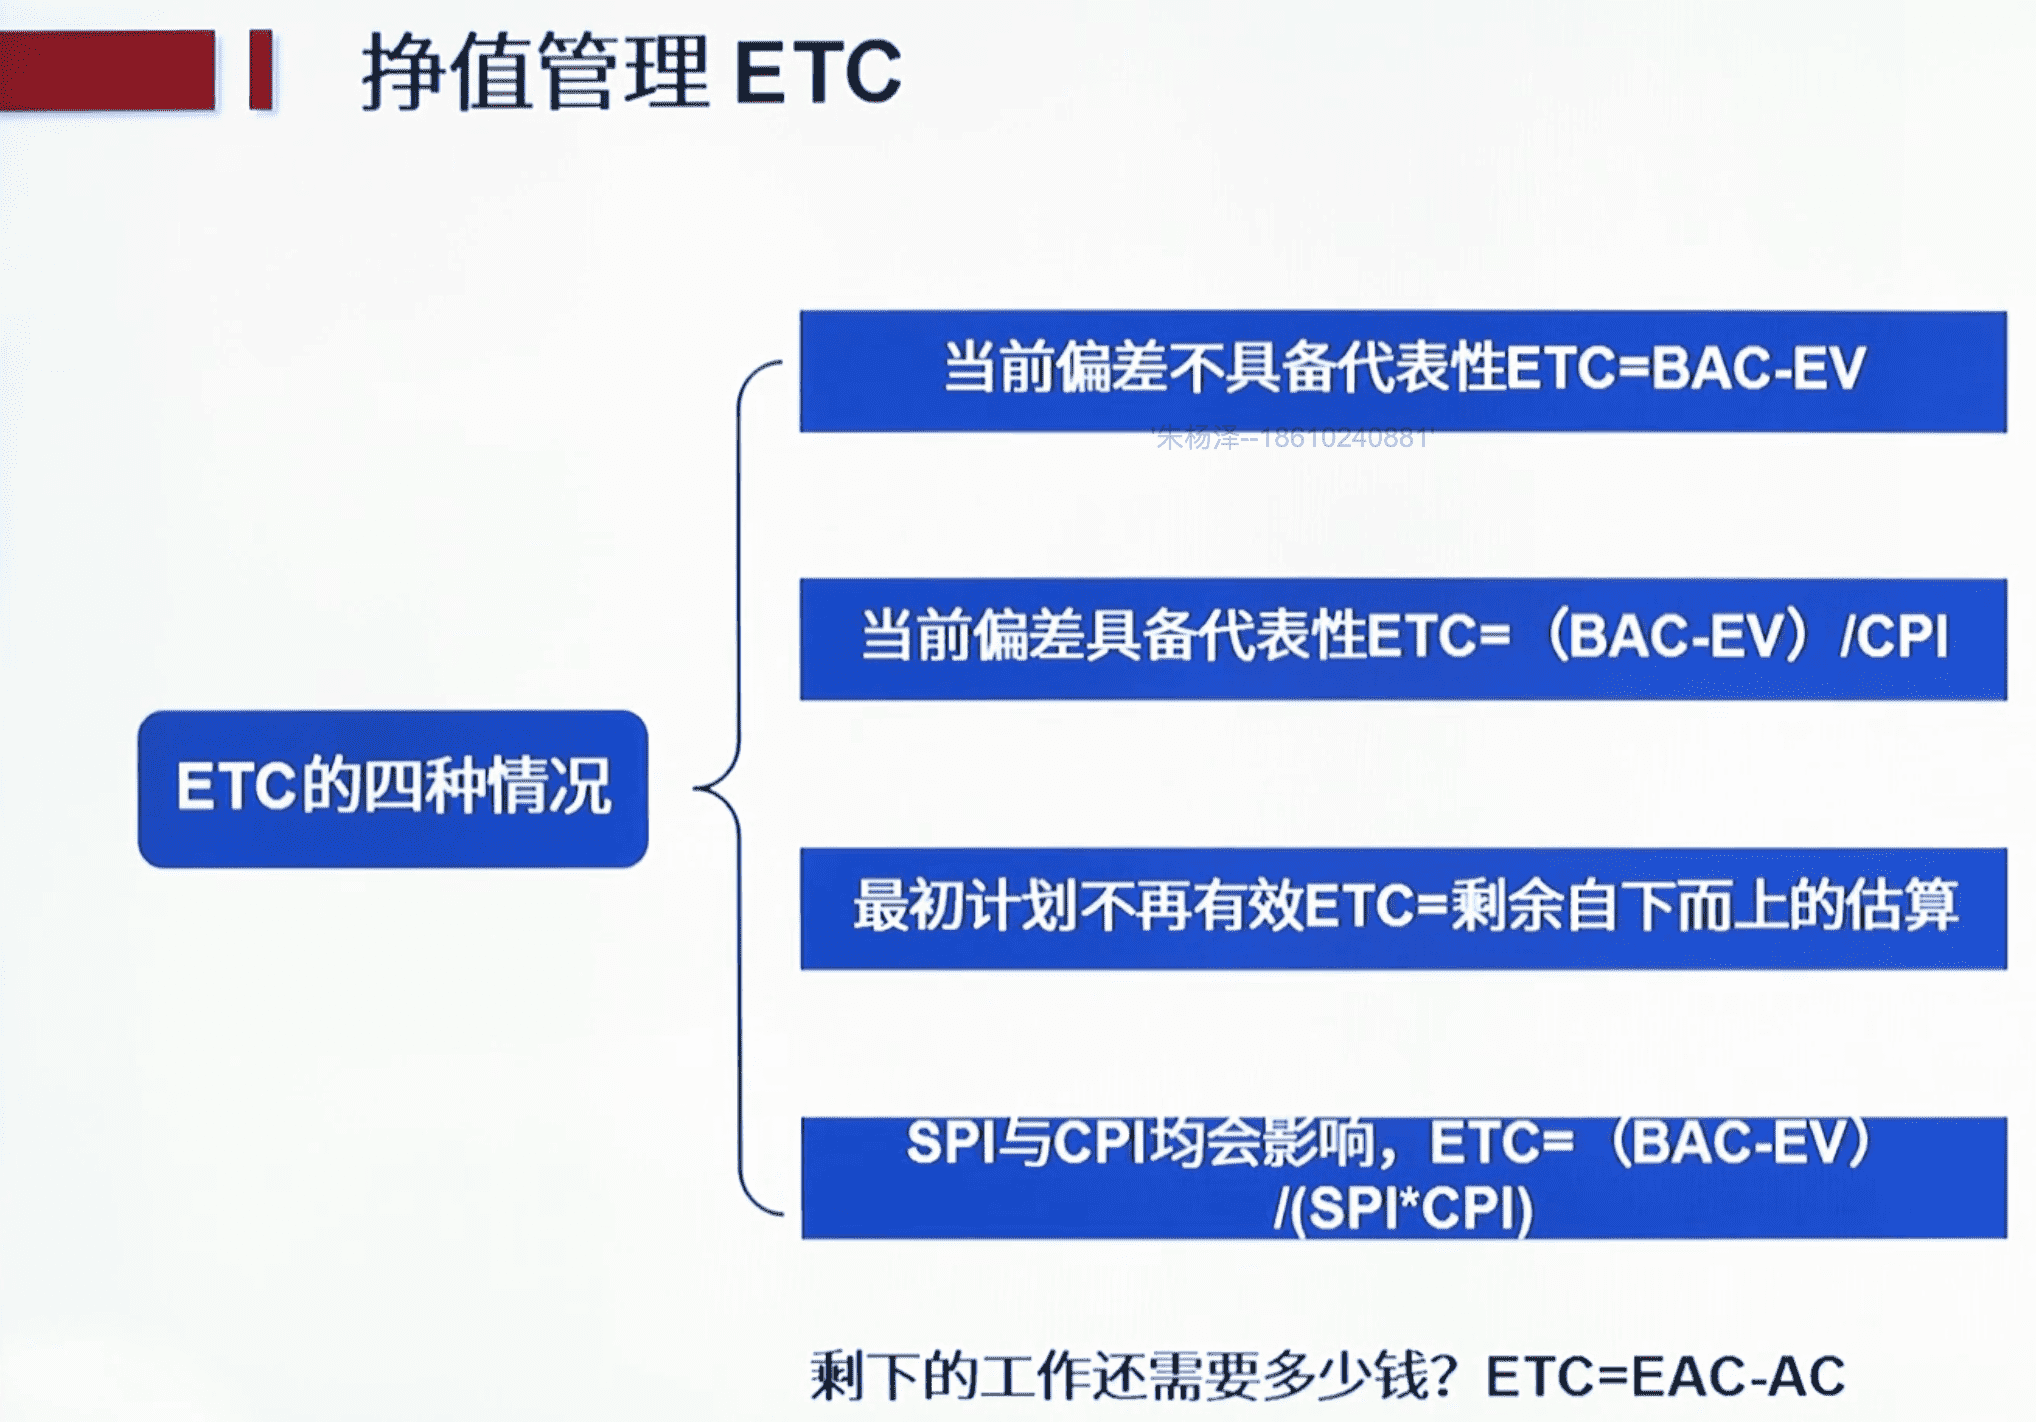 挣值管理 ETC
当前偏差不具备代表性ETC=BAC-EV
'朱杨泽--18610240881'
当前偏差具备代表性ETC=（BAC-EV）/CPI
ETC的四种情况
最初计划不再有效ETC=剩余自下而上的估算
SPI与CPI均会影响，ETC=（BAC-EV）
/(SPI*CPI)
剩下的工作还需要多少钱？ETC=EAC-AC